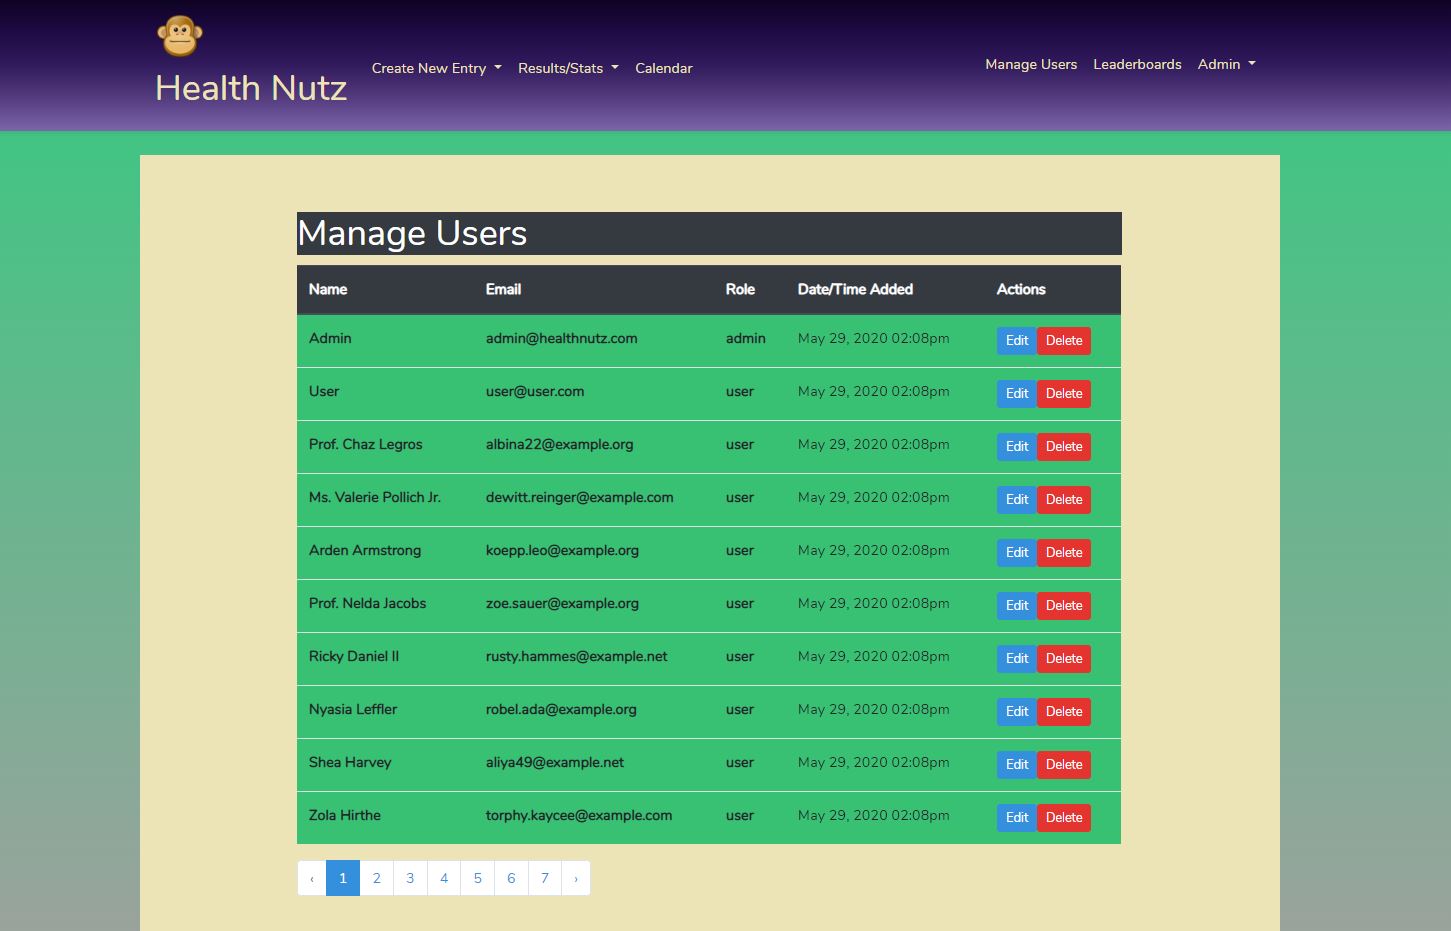 Health Nutz
Create New Entry Results/Stats Calendar
Manage Users Leaderboards Admin
Manage Users
Name Email Role Date/Time Added Actions
Admin admin@healthnutz.com admin May 29, 2020 02:08pm Edit Delete
User user@user.com user May 29, 2020 02:08pm Edit Delete
Prof. Chaz Legros albina22@example.org user May 29, 2020 02:08pm Edit Delete
Ms. Valerie Pollich Jr. dewitt.reinger@example.com user May 29, 2020 02:08pm Edit Delete
Arden Armstrong koepp.leo@example.org user May 29, 2020 02:08pm Edit Delete
Prof. Nelda Jacobs zoe.sauer@example.org user May 29, 2020 02:08pm Edit Delete
Ricky Daniel II rusty.hammes@example.net user May 29, 2020 02:08pm Edit Delete
Nyasia Leffler robel.ada@example.org user May 29, 2020 02:08pm Edit Delete
Shea Harvey aliya49@example.net user May 29, 2020 02:08pm Edit Delete
Zola Hirthe torphy.kaycee@example.com user May 29, 2020 02:08pm Edit Delete
‹ 1 2 3 4 5 6 7 ›